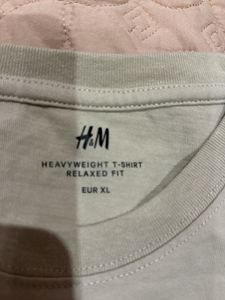 H&M
HEAVYWEIGHT T-SHIRT
RELAXED FIT
EUR XL